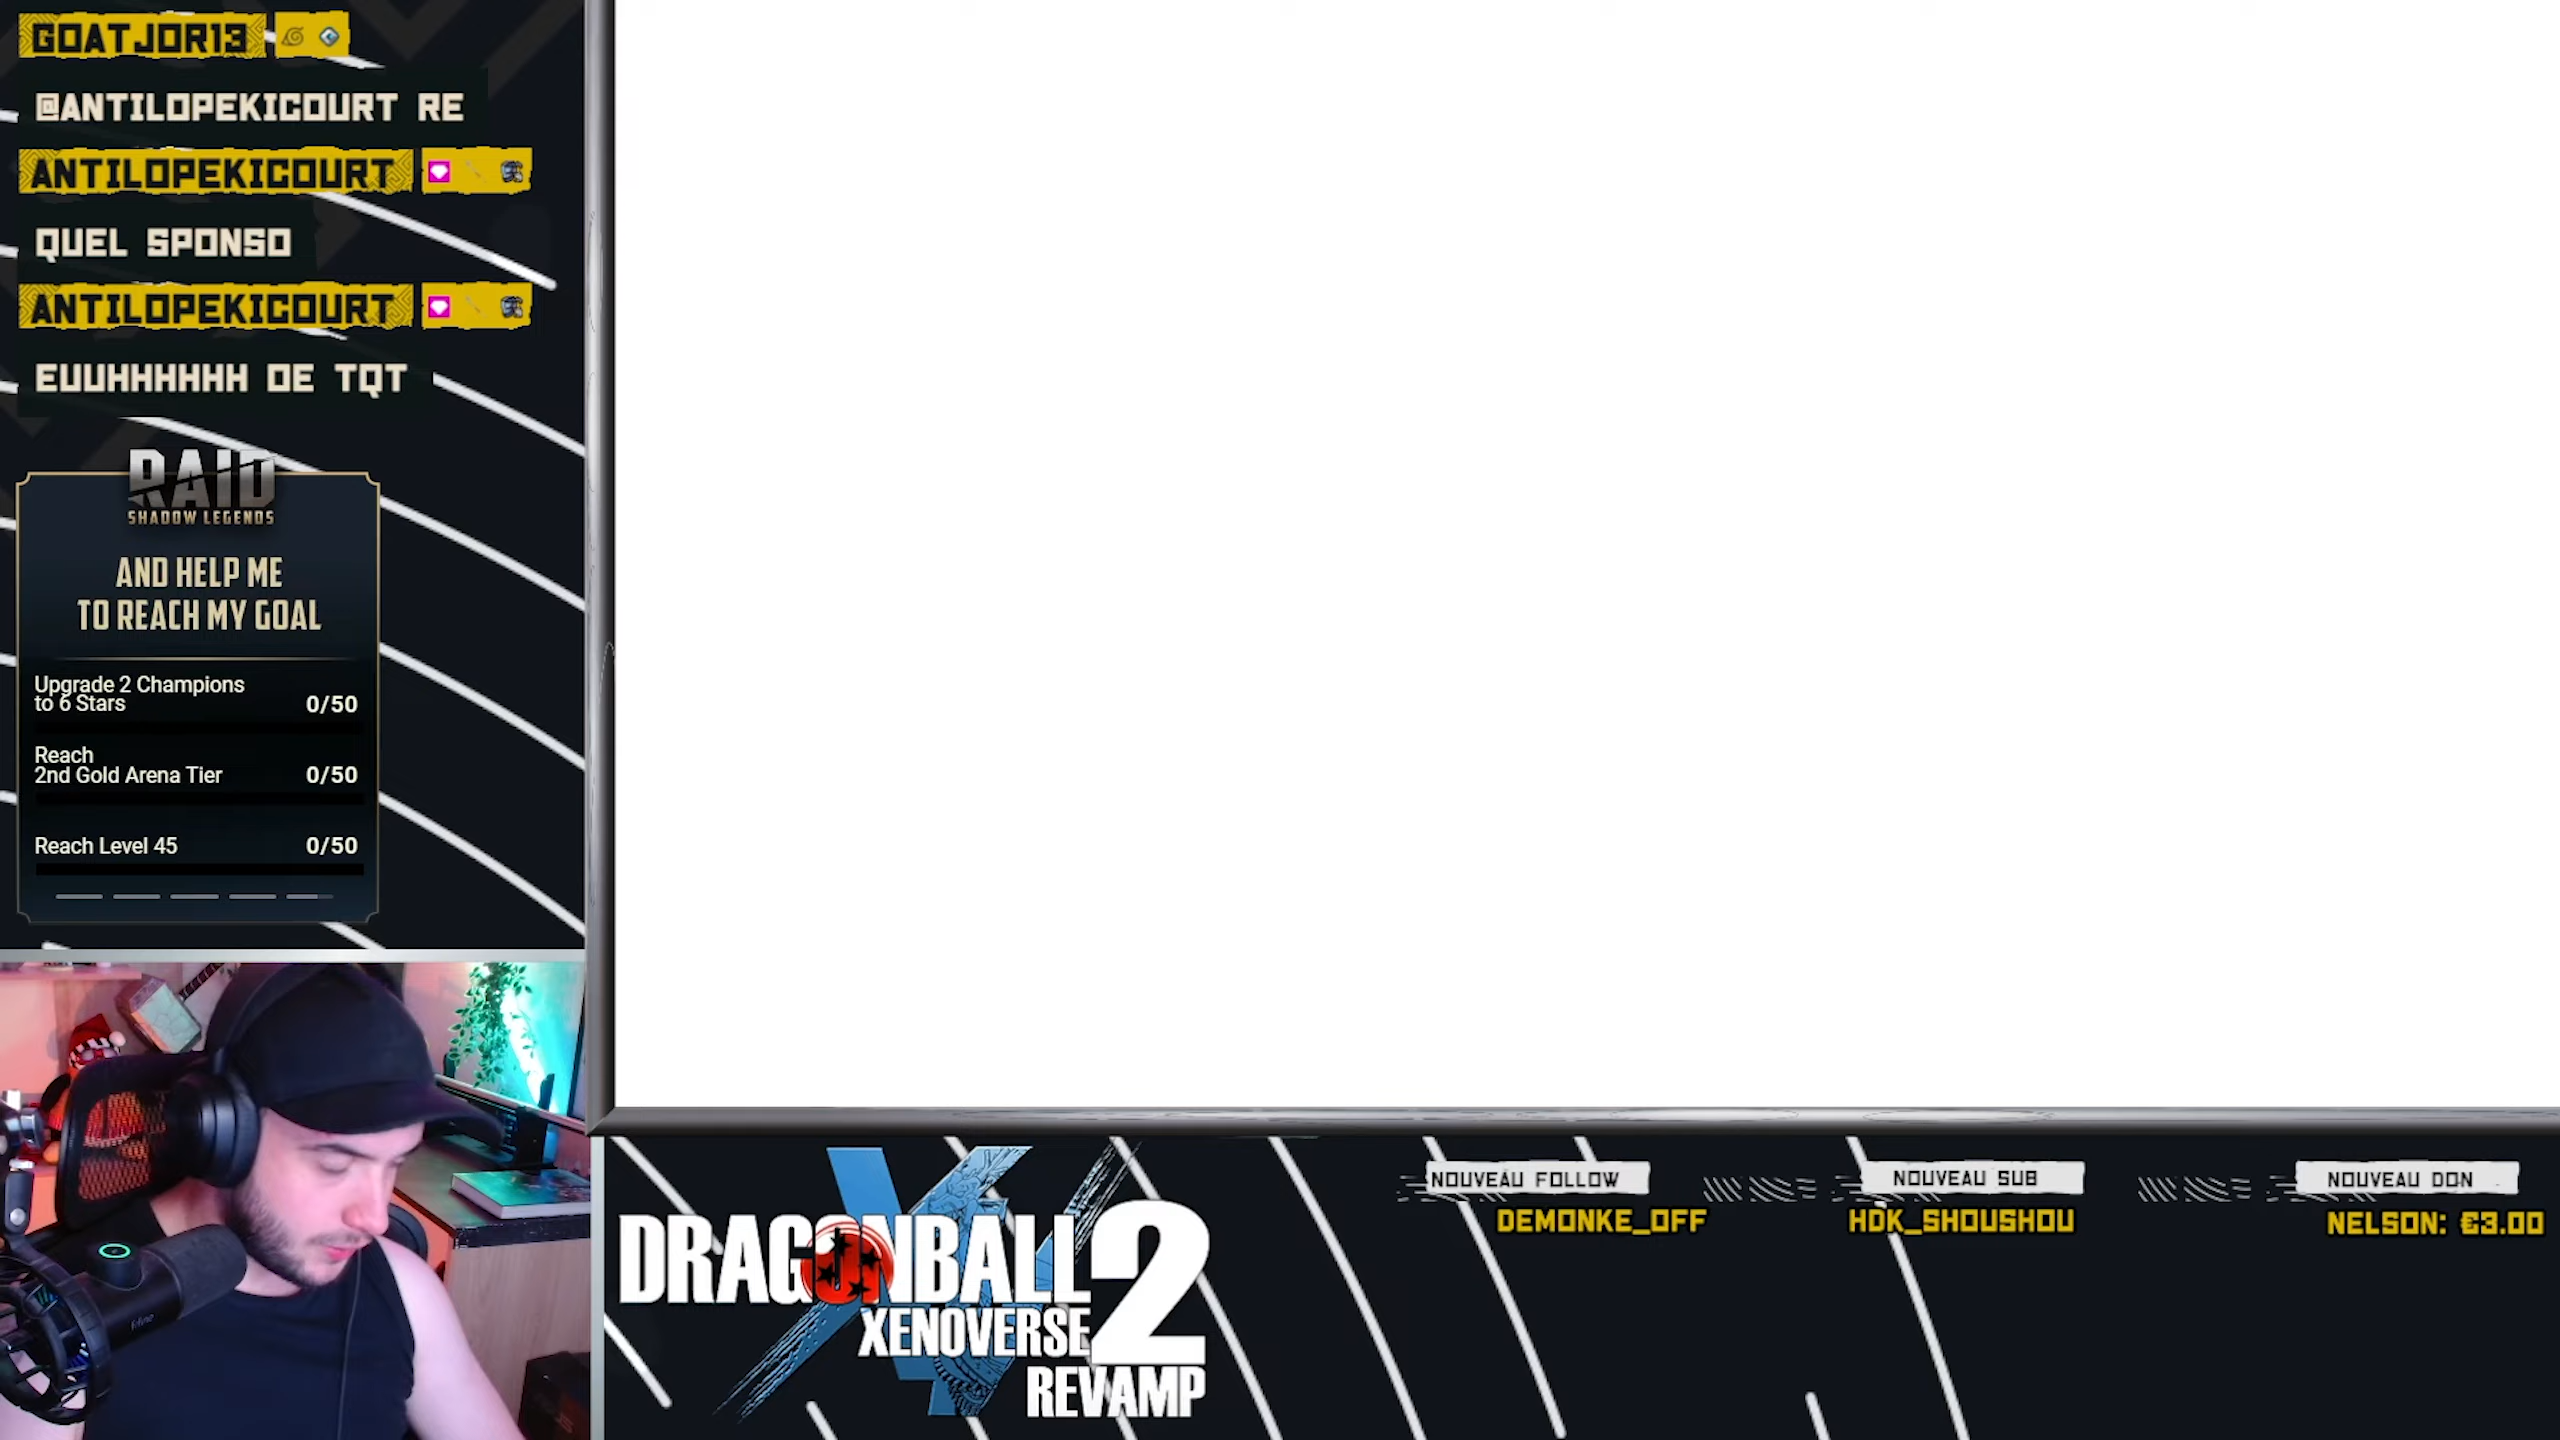 GOATJOR13
@ANTILOPEKICOURT RE
ANTILOPEKICOURT
QUEL SPONSO
ANTILOPEKICOURT
EUUHHHHHH OE TQT
RAID
SHADOW LEGENDS
AND HELP ME
TO REACH MY GOAL
Upgrade 2 Champions
to 6 Stars 0/50
Reach
2nd Gold Arena Tier 0/50
Reach Level 45 0/50
DRAGONBALL 2
XENOVERSE
REVAMP
NOUVEAU FOLLOW
DEMONKE_OFF
NOUVEAU SUB
HDK_SHOUSHOU
NOUVEAU DON
NELSON: €3.00